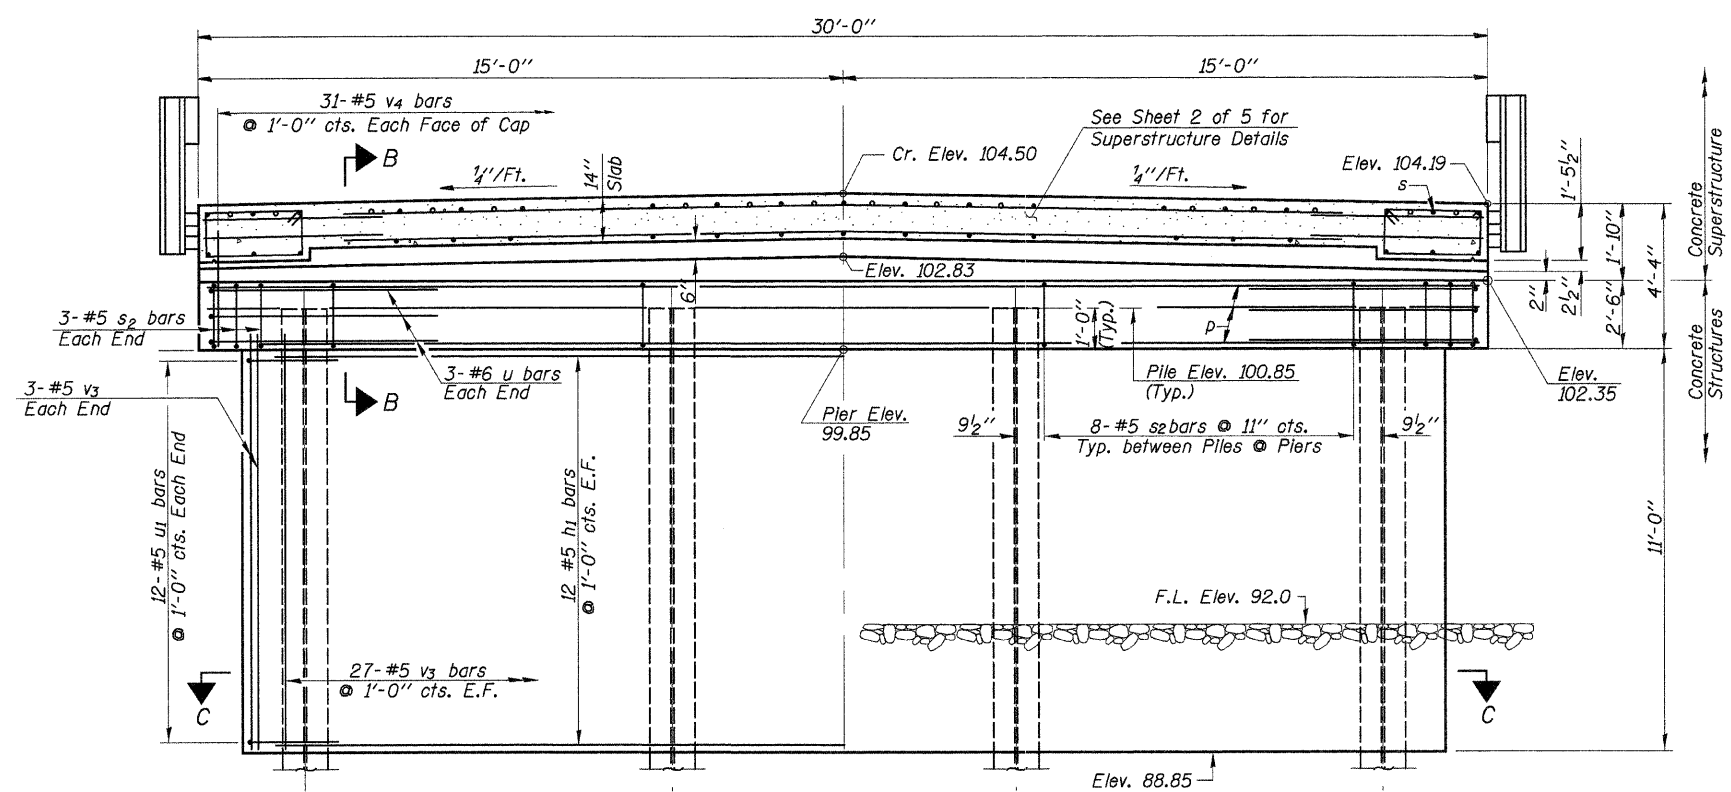 30'-0"
15'-0"
15'-0"
31-#5 v4 bars
@ 1'-0" cts. Each Face of Cap
B
See Sheet 2 of 5 for
Superstructure Details
Cr. Elev. 104.50
Elev. 104.19
s
1/4"/Ft.
14"
Slab
1/4"/Ft.
1'-5 1/2"
Concrete
Superstructure
1'-10"
4'-4"
Elev. 102.83
6"
2"
2 1/2"
2'-6"
3-#5 s2 bars
Each End
1'-0"
(Typ.)
p
Concrete
Structures
3-#6 u bars
Each End
Pile Elev. 100.85
(Typ.)
Elev.
102.35
3-#5 v3
Each End
B
Pier Elev.
99.85
9 1/2"
8-#5 s2 bars @ 11" cts.
Typ. between Piles @ Piers
9 1/2"
12-#5 u1 bars
@ 1'-0" cts. Each End
12 #5 h1 bars
@ 1'-0" cts. E.F.
11'-0"
F.L. Elev. 92.0
27-#5 v3 bars
@ 1'-0" cts. E.F.
C
C
Elev. 88.85